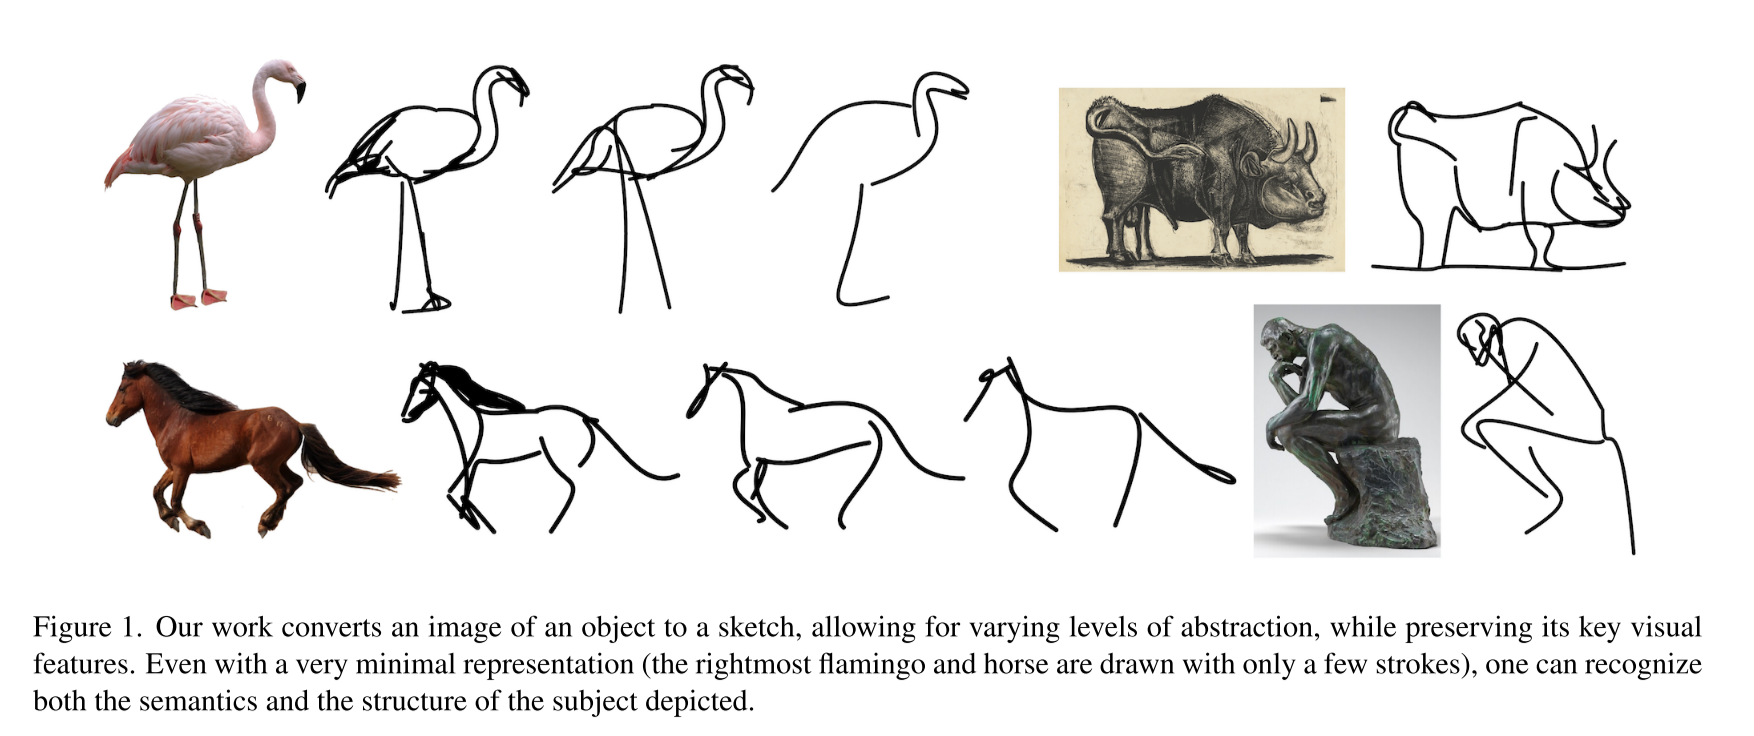 Figure 1. Our work converts an image of an object to a sketch, allowing for varying levels of abstraction, while preserving its key visual
features. Even with a very minimal representation (the rightmost flamingo and horse are drawn with only a few strokes), one can recognize
both the semantics and the structure of the subject depicted.